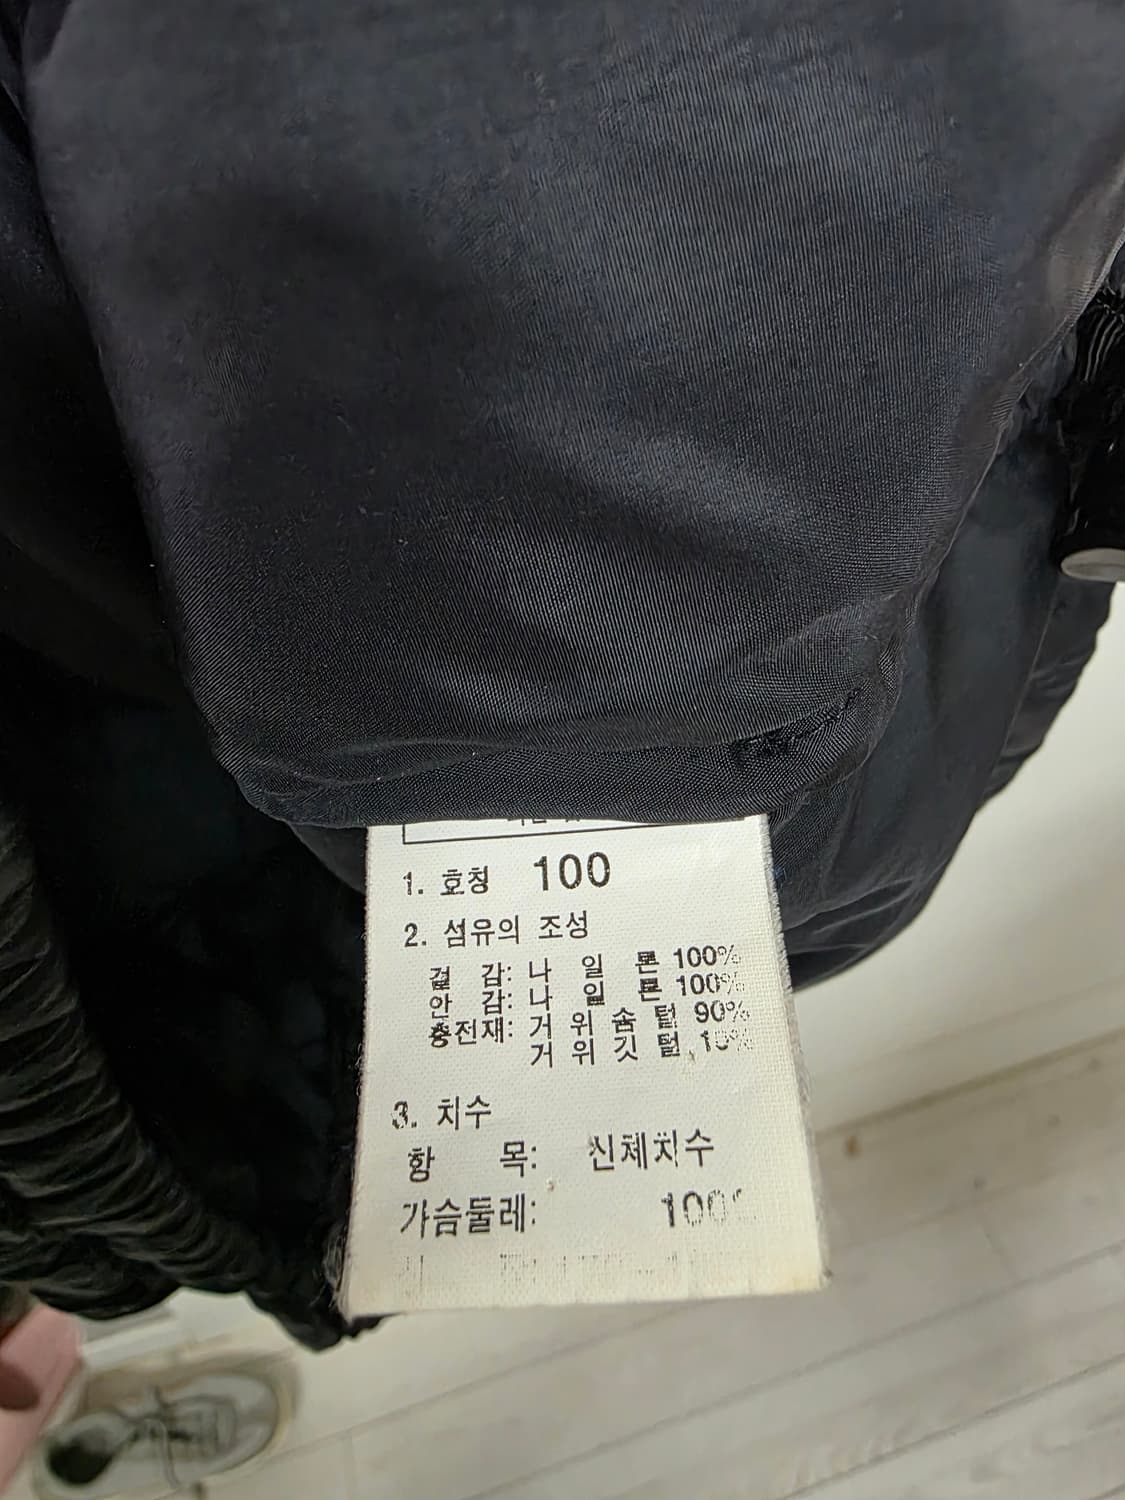 1. 호칭 100
2. 섬유의 조성
겉 감: 나 일 론 100%
안 감: 나 일 론 100%
충전재: 거 위 솜 털 90%
거 위 깃 털 10%
3. 치수
항 목: 신체치수
가슴둘레: 100